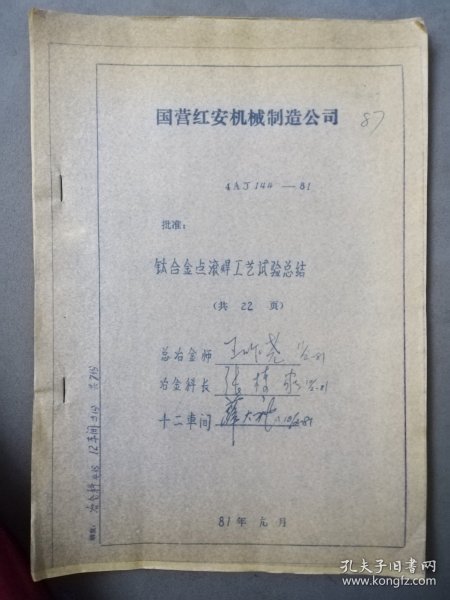 国营红安机械制造公司
87
4AJ144—81
批准:
钛合金点滚焊工艺试验总结
(共 22 页)
总冶金师
冶金科长
十二车间
81年元月
孔夫子旧书网
www.kongfz.com